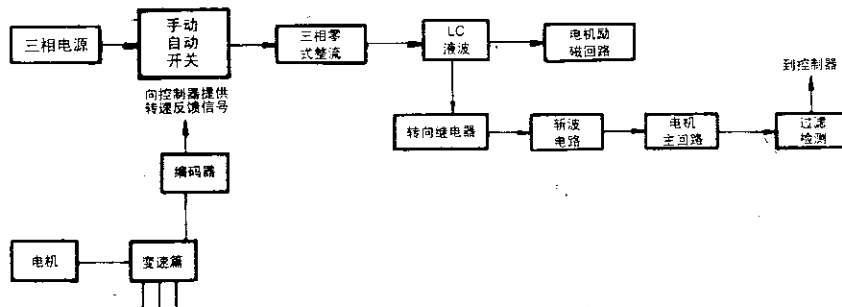 三相电源
手动
自动
开关
三相零
式整流
LC
液波
电机励
磁回路
到控制器
向控制器提供
转速反馈信号
转向继电器
斩波
电路
电机
主回路
过滤
检测
编码器
电机
变速篇